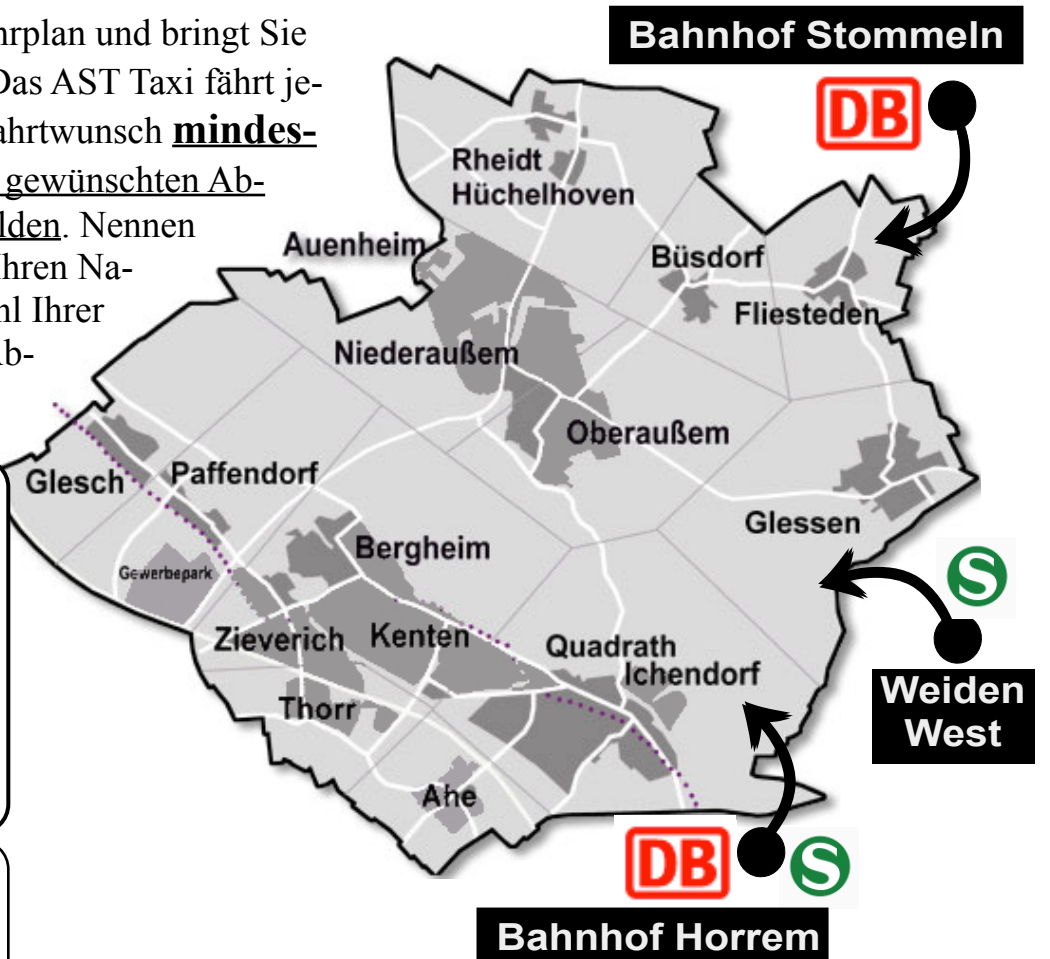 hrplan und bringt Sie
Das AST Taxi fährt je-
ahrtwunsch mindes-
gewünschten Ab-
lden. Nennen
Ihren Na-
hl Ihrer
Ab-
Bahnhof Stommeln
DB
Rheidt
Hüchelhoven
Auenheim
Büsdorf
Fliesteden
Niederaußem
Oberaußem
Glesch
Paffendorf
Glessen
Bergheim
Gewerbepark
S
Zieverich
Kenten
Quadrath
Ichendorf
Weiden
West
Thorr
Ahe
DB
S
Bahnhof Horrem